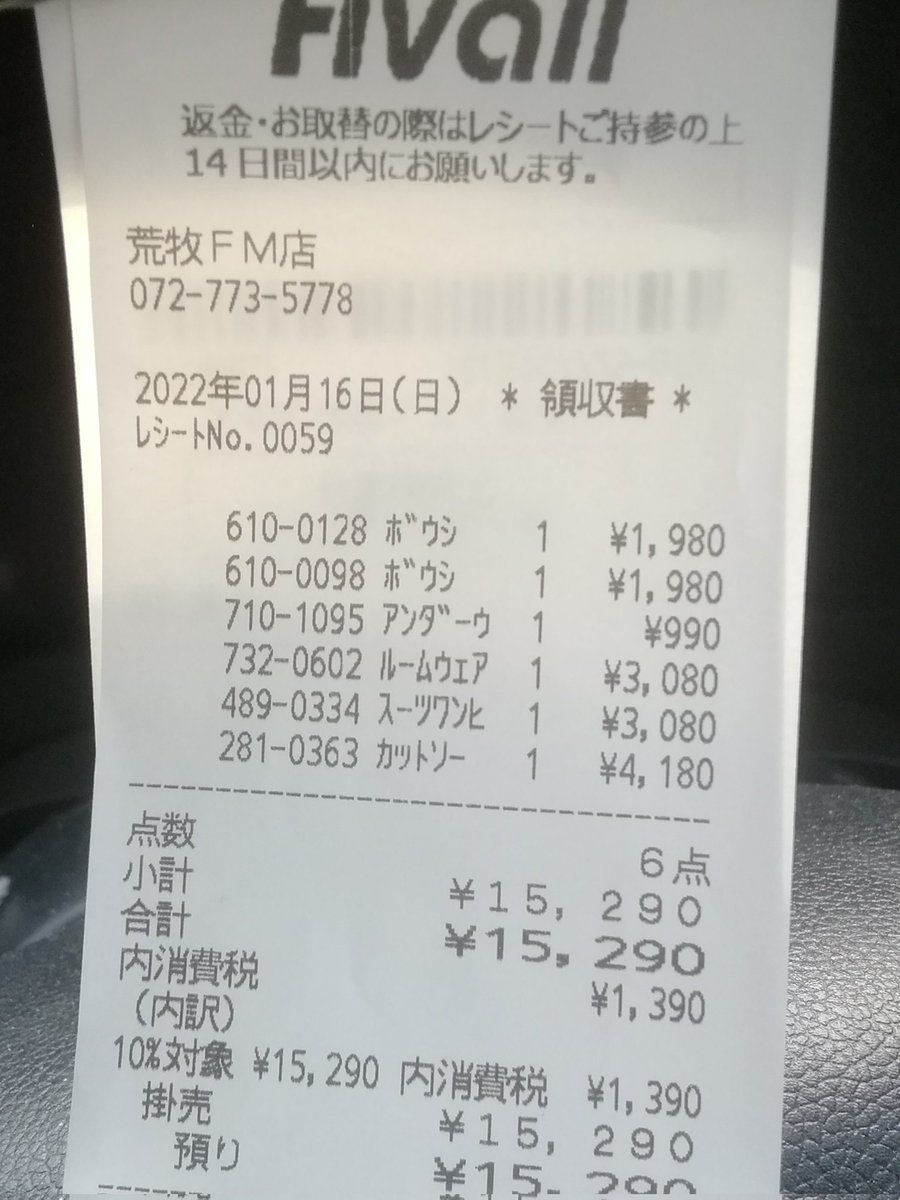 Avail
返金・お取替の際はレシートご持参の上
14日間以内にお願いします。
荒牧FM店
072-773-5778
2022年01月16日(日) * 領収書 *
ﾚｼｰﾄNo.0059
610-0128 ﾎﾞｳｼ 1 ¥1,980
610-0098 ﾎﾞｳｼ 1 ¥1,980
710-1095 ｱﾝﾀﾞｰｳ 1 ¥990
732-0602 ﾙｰﾑｳｪｱ 1 ¥3,080
489-0334 ｽｰﾂﾜﾝﾋ 1 ¥3,080
281-0363 ｶｯﾄｿｰ 1 ¥4,180
点数 6点
小計 ¥15,290
合計 ¥15,290
内消費税 ¥1,390
(内訳)
10%対象 ¥15,290 内消費税 ¥1,390
掛売 ¥15,290
預り ¥15,290